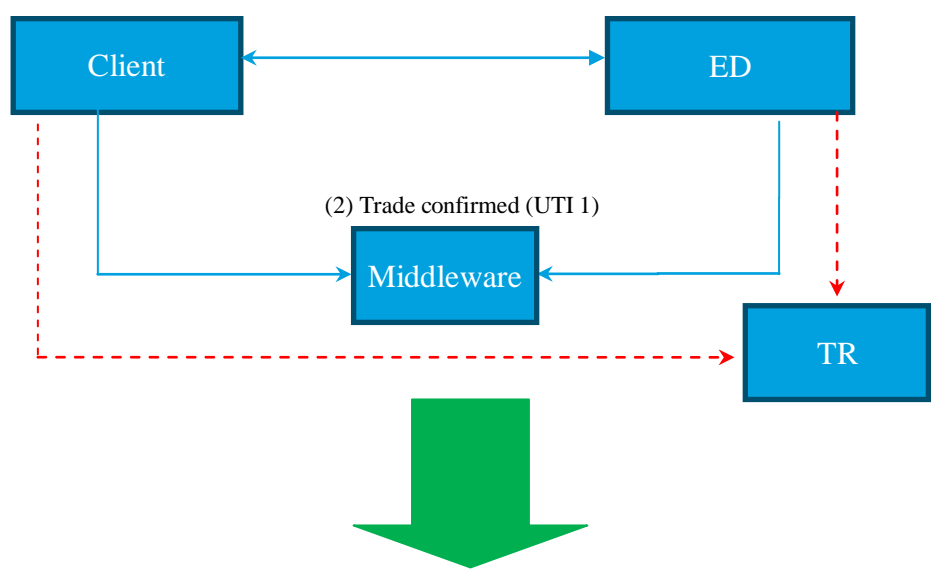 Client
ED
(2) Trade confirmed (UTI 1)
Middleware
TR